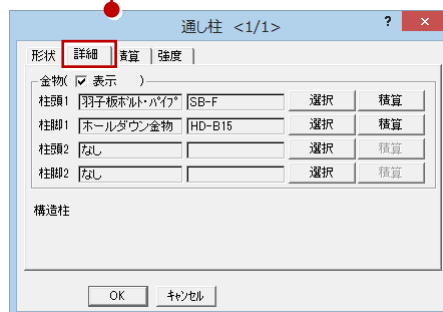 通し柱 <1/1> ? ×
形状 詳細 積算 強度
金物( 表示 )
柱頭1 羽子板ボルト・パイプ SB-F 選択 積算
柱脚1 ホールダウン金物 HD-B15 選択 積算
柱頭2 なし 選択 積算
柱脚2 なし 選択 積算
構造柱
OK キャンセル